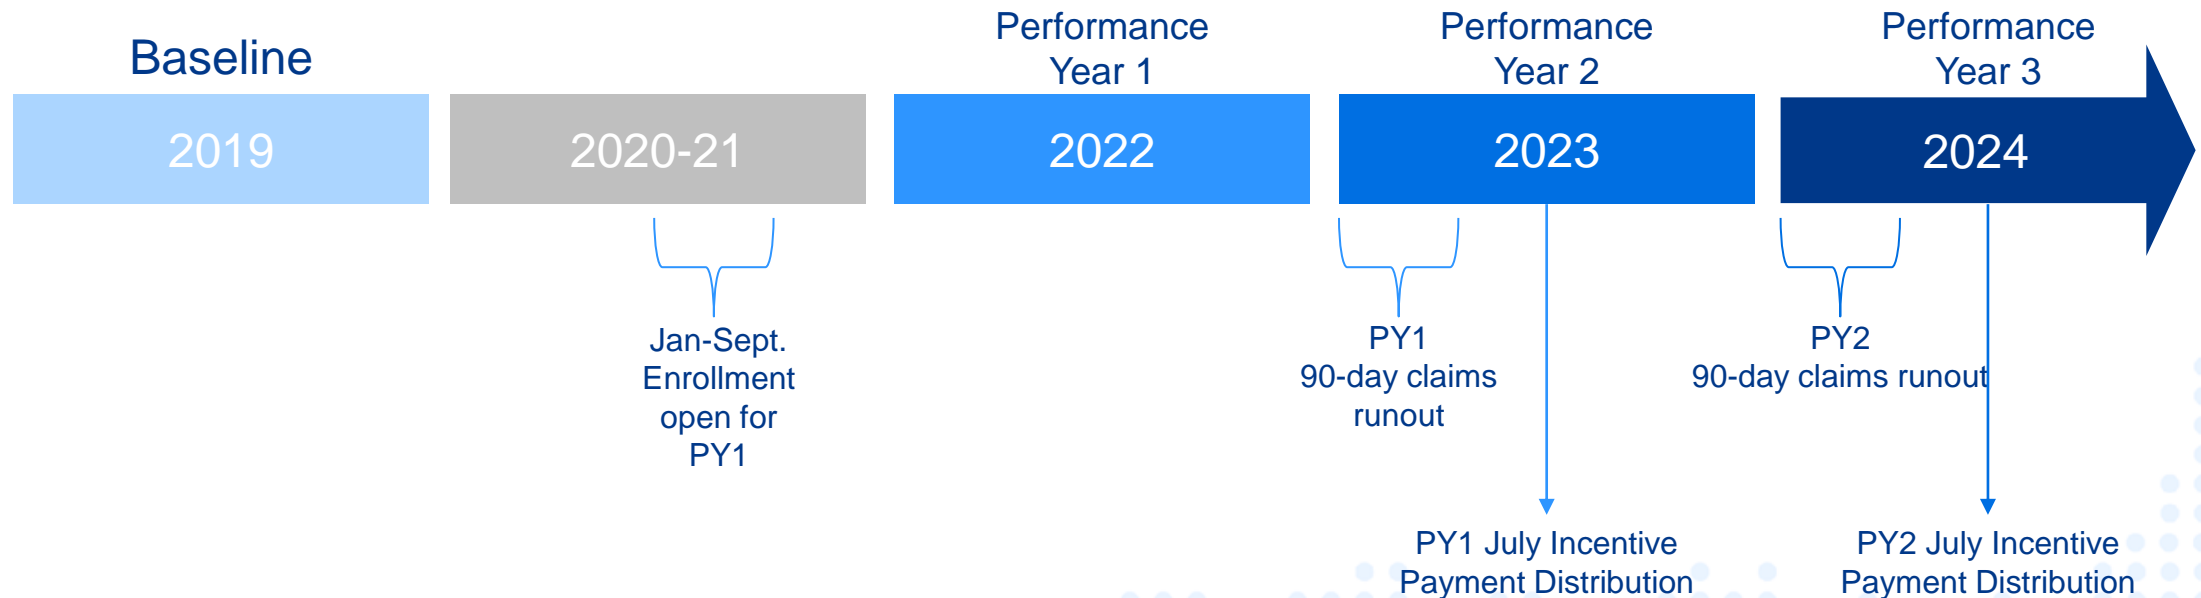 Baseline
Performance
Year 1
Performance
Year 2
Performance
Year 3
2019
2020-21
2022
2023
2024
Jan-Sept.
Enrollment
open for
PY1
PY1
90-day claims
runout
PY2
90-day claims runout
PY1 July Incentive
Payment Distribution
PY2 July Incentive
Payment Distribution